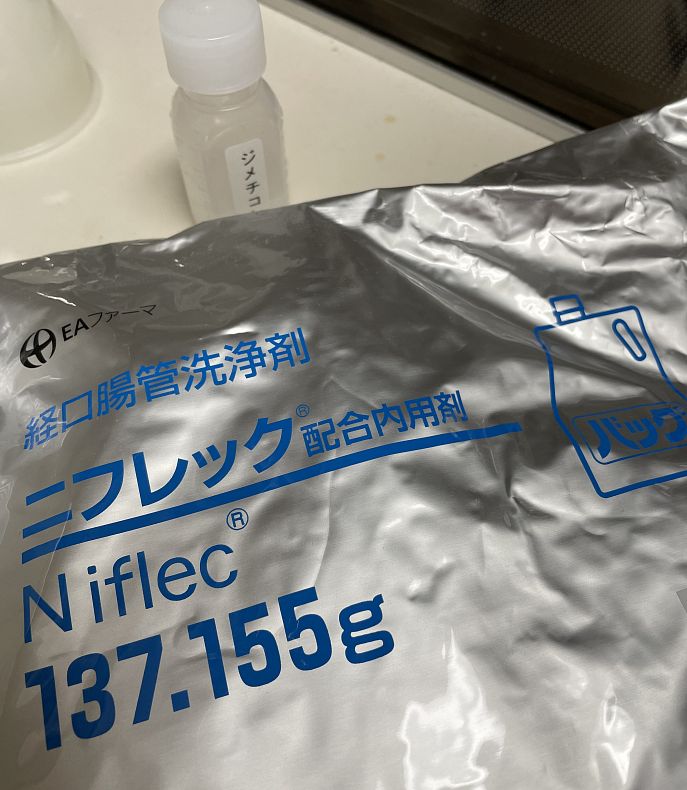 ジメチコ
EAファーマ
経口腸管洗浄剤
ニフレック® 配合内用剤
Niflec®
137.155g
バッグ